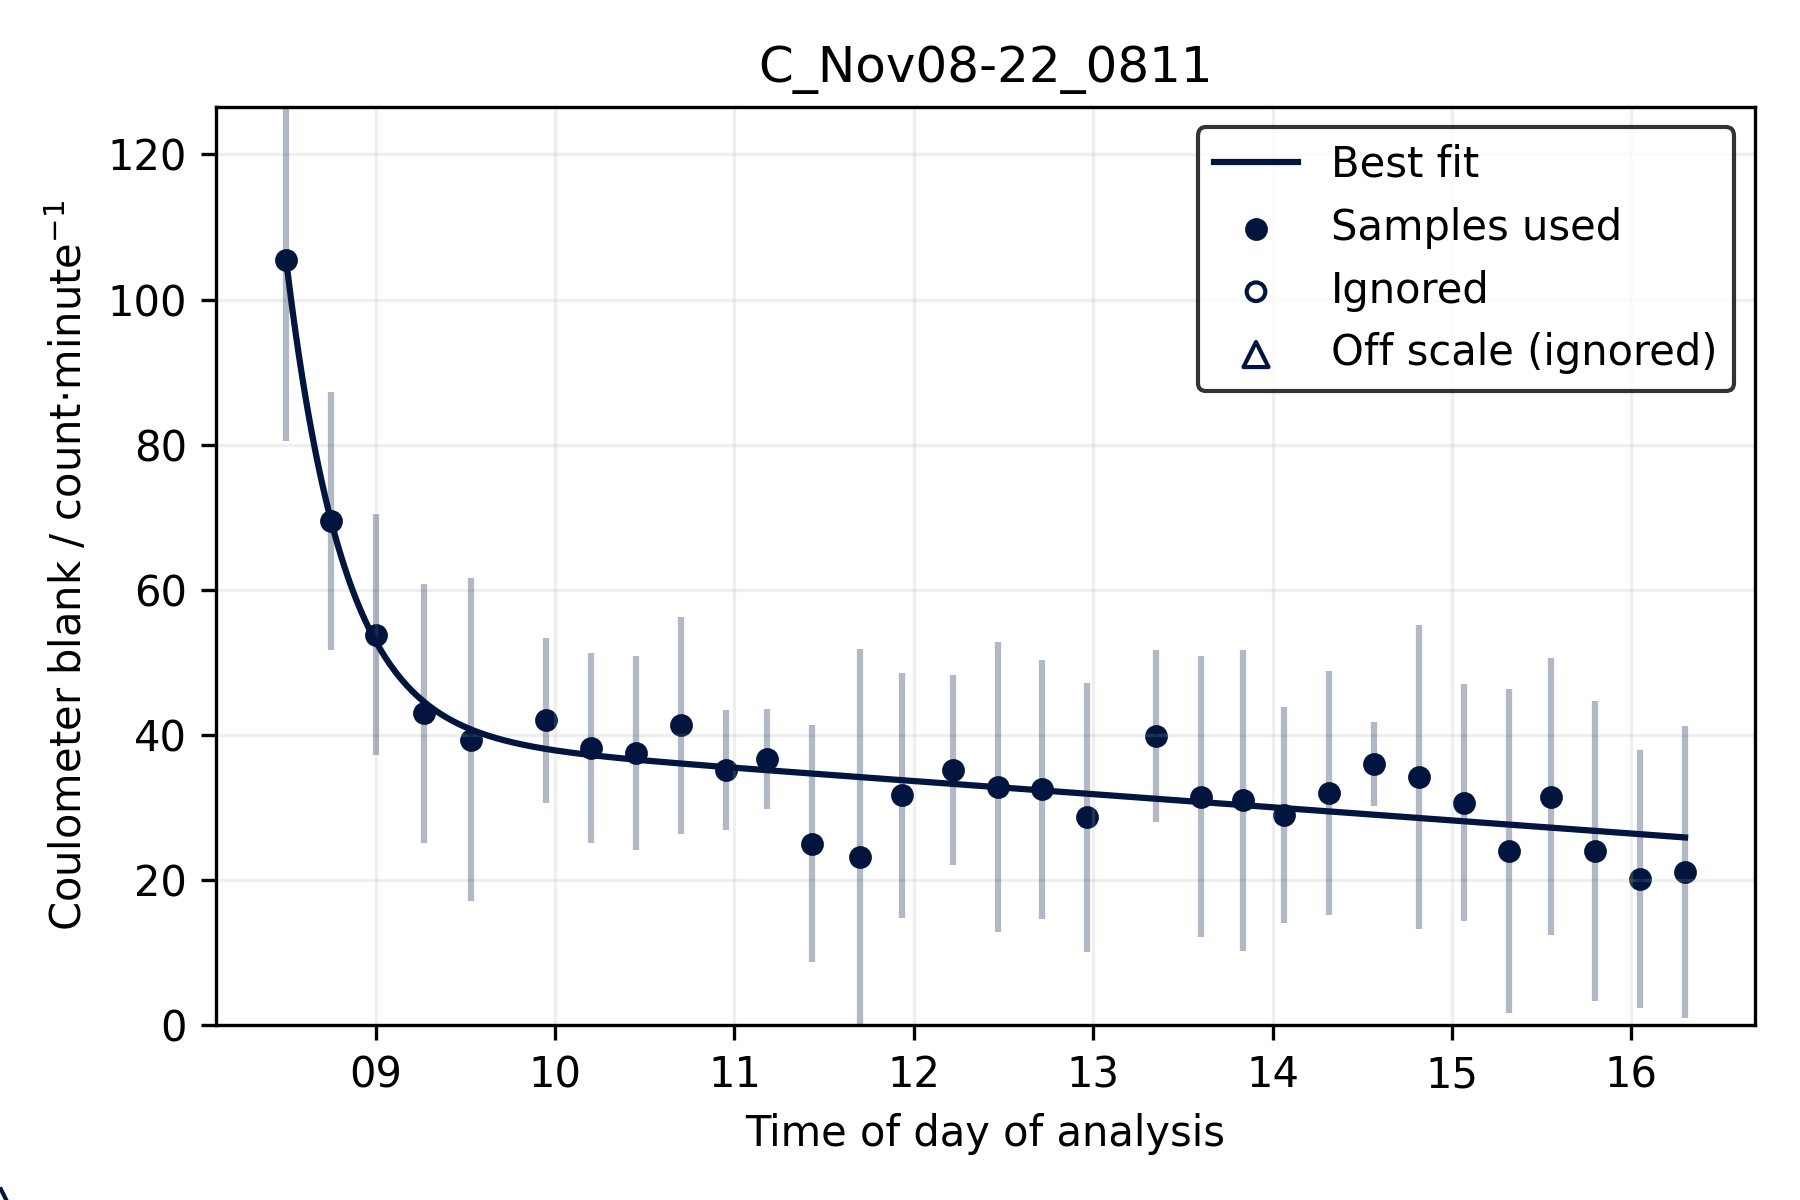 C_Nov08-22_0811
Coulometer blank / count·minute⁻¹
120
100
80
60
40
20
0
Best fit
Samples used
Ignored
Off scale (ignored)
09 10 11 12 13 14 15 16
Time of day of analysis